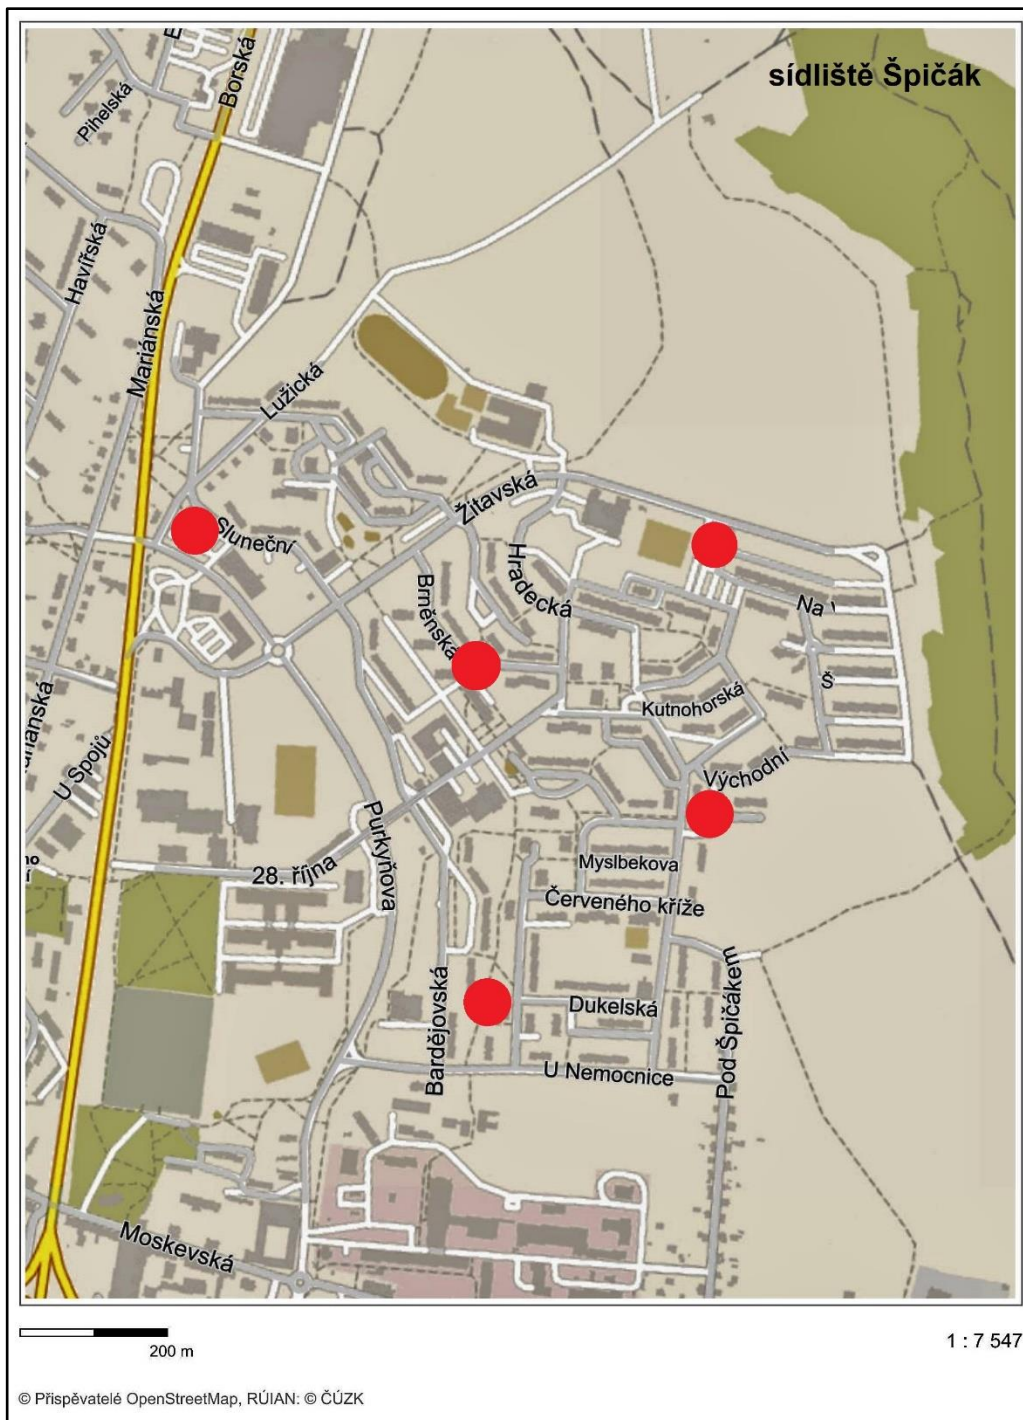 sídliště Špičák
Borská
Pihelská
Havířská
Mariánská
Lužická
Žitavská
Sluneční
Hradecká
Brněnská
Na
Š
Kutnohorská
Východní
U Spojů
Purkyňova
28. října
Myslbekova
Červeného kříže
Bardějovská
Dukelská
Pod Špičákem
U Nemocnice
Moskevská
200 m
1 : 7 547
© Přispěvatelé OpenStreetMap, RÚIAN: © ČÚZK